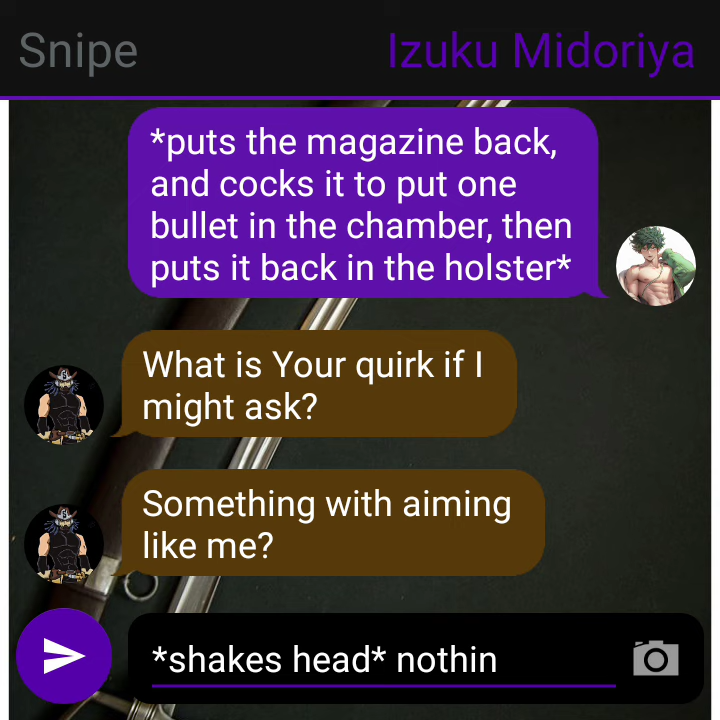 Snipe
Izuku Midoriya
*puts the magazine back,
and cocks it to put one
bullet in the chamber, then
puts it back in the holster*
What is Your quirk if I
might ask?
Something with aiming
like me?
*shakes head* nothin